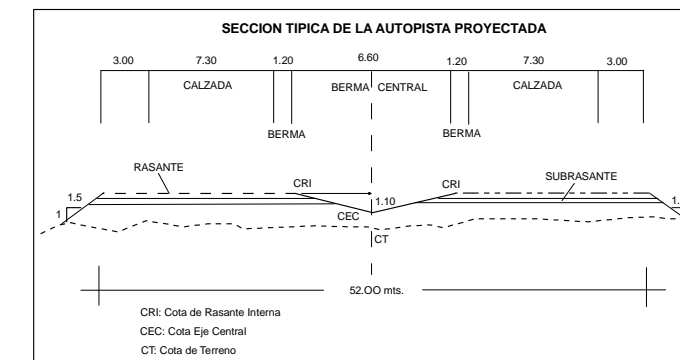 SECCION TIPICA DE LA AUTOPISTA PROYECTADA
3.00 7.30 1.20 6.60 1.20 7.30 3.00
CALZADA BERMA CENTRAL CALZADA
BERMA BERMA
RASANTE SUBRASANTE
CRI CRI
1.5 1.10 1.
1 CEC
CT
52.OO mts.
CRI: Cota de Rasante Interna
CEC: Cota Eje Central
CT: Cota de Terreno